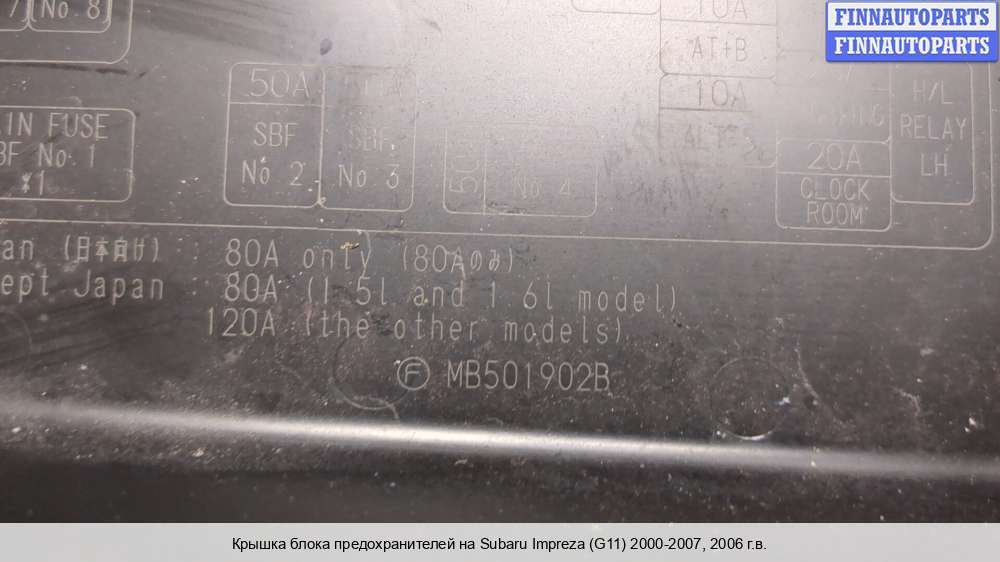 FINNAUTOPARTS
FINNAUTOPARTS
7 No. 8
10A
AT+B
10A
ALT-S
H/L
RELAY
LH
20A
CLOCK
ROOM
50A
SBF
No. 2
SBF
No. 3
No. 4
AIN FUSE
BF No. 1
*1
an (日本向け) : 80A only (80Aのみ)
ept Japan : 80A (1.5l and 1.6l model)
120A (the other models)
Ⓕ MB501902B
Крышка блока предохранителей на Subaru Impreza (G11) 2000-2007, 2006 г.в.